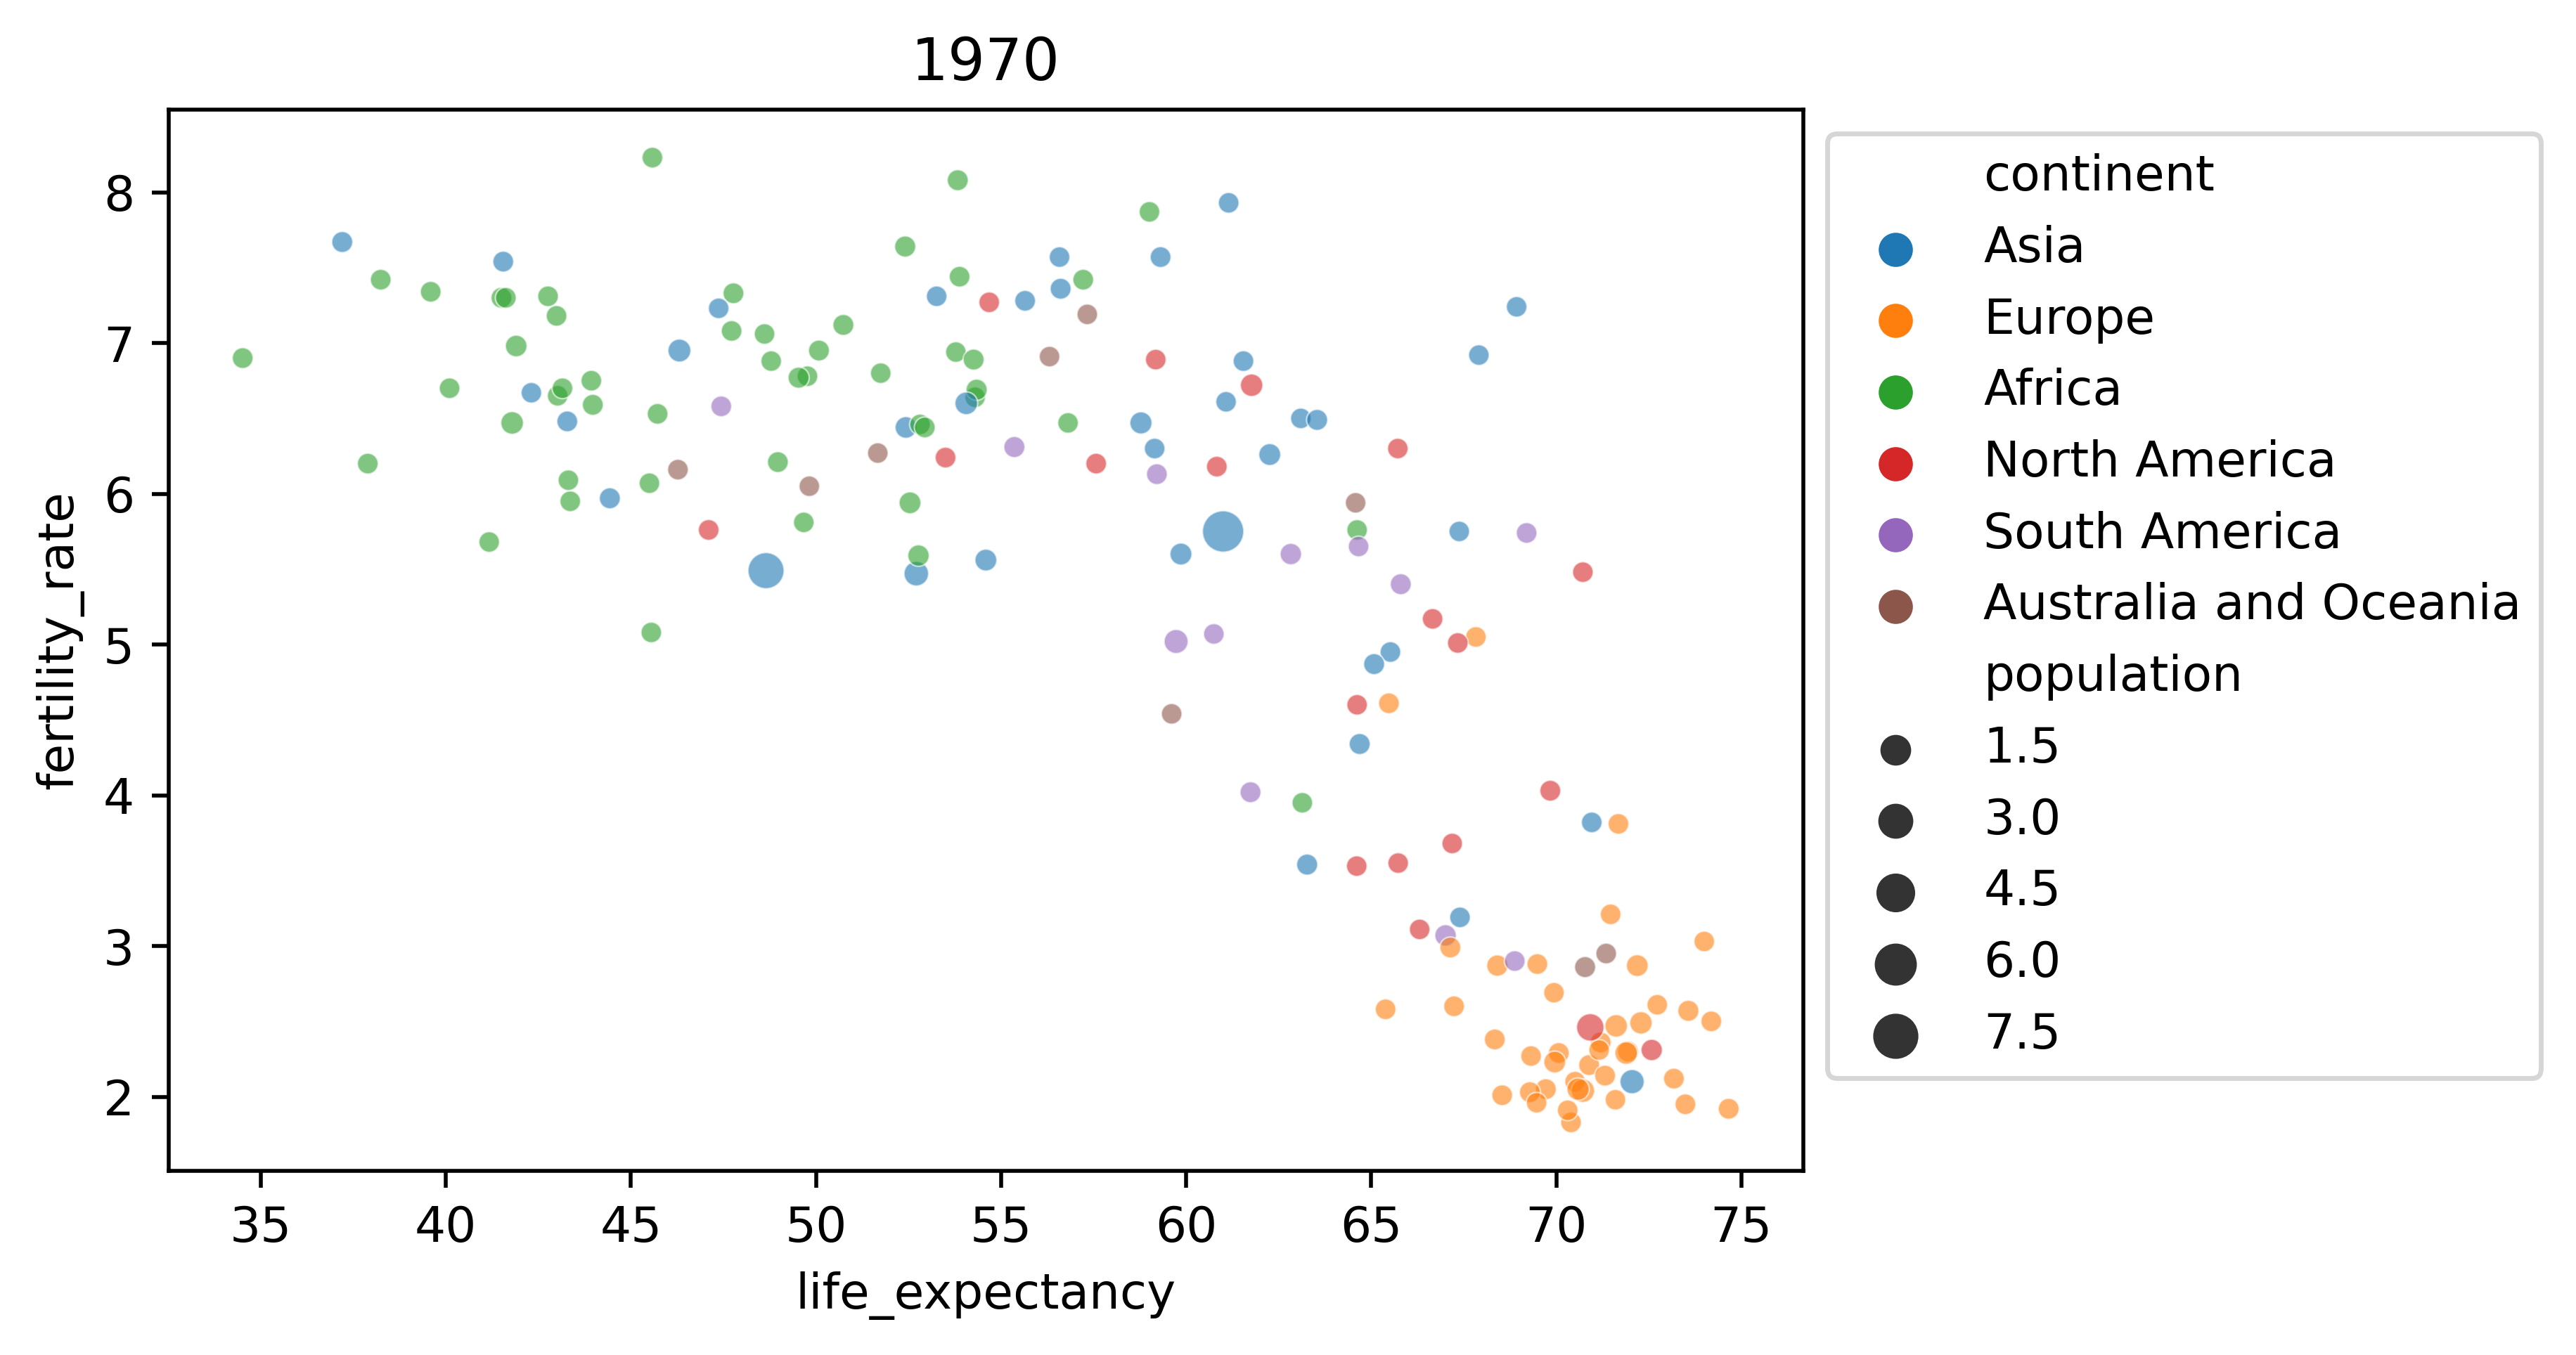 1970
8
7
6
5
4
3
2
fertility_rate
35 40 45 50 55 60 65 70 75
life_expectancy
continent
Asia
Europe
Africa
North America
South America
Australia and Oceania
population
1.5
3.0
4.5
6.0
7.5